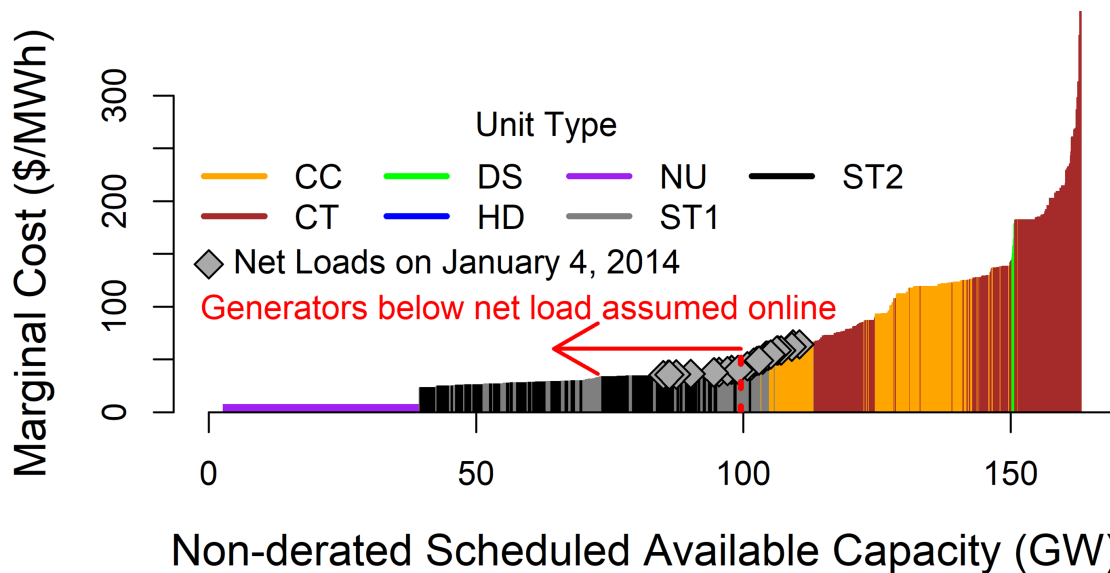 Marginal Cost ($/MWh)
300
200
100
0
Unit Type
CC DS NU ST2
CT HD ST1
Net Loads on January 4, 2014
Generators below net load assumed online
0 50 100 150
Non-derated Scheduled Available Capacity (GW)